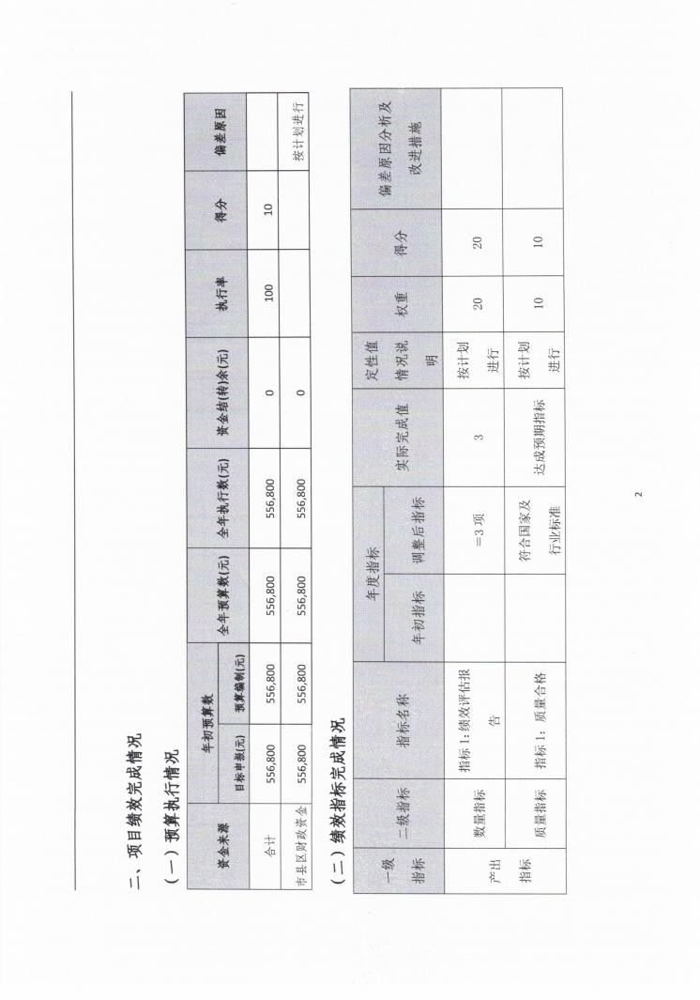 二、项目绩效完成情况
（一）预算执行情况
资金来源 年初预算数 全年预算数(元) 全年执行数(元) 资金结(转)余(元) 执行率 得分 偏差原因
目标申报(元) 预算编制(元)
合计 556,800 556,800 556,800 556,800 0 100 10
市县区财政资金 556,800 556,800 556,800 556,800 0 按计划进行
（二）绩效指标完成情况
一级
指标
二级指标
指标名称
年度指标
年初指标 调整后指标
实际完成值
定性值
情况说
明
权重
得分
偏差原因分析及
改进措施
产出
指标
数量指标
指标 1:绩效评估报
告
＝3 项
3
按计划
进行
20
20
质量指标
指标 1：质量合格
符合国家及
行业标准
达成预期指标
按计划
进行
10
10
2